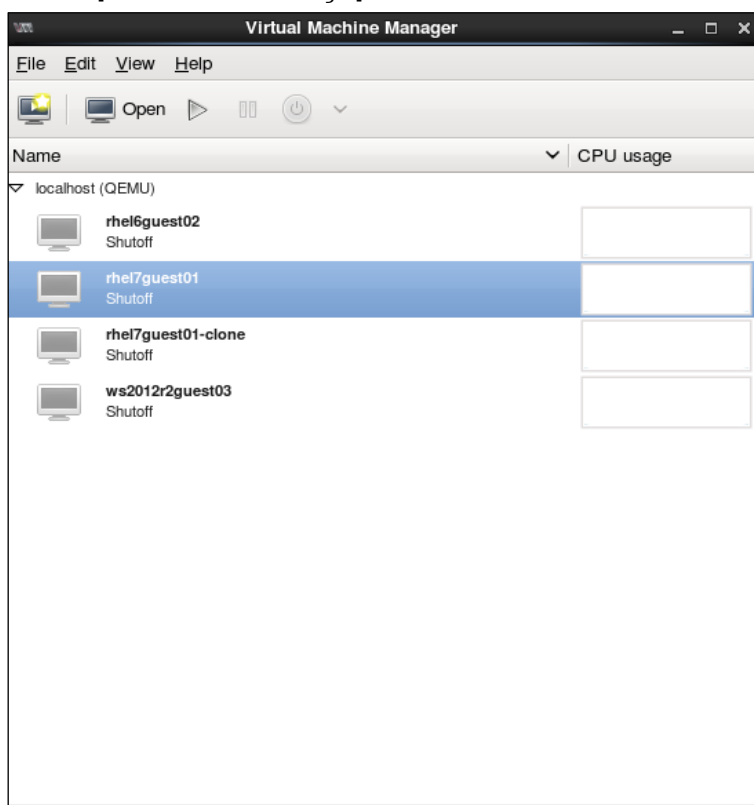 Virtual Machine Manager
File Edit View Help
Open
Name CPU usage
localhost (QEMU)
rhel6guest02
Shutoff
rhel7guest01
Shutoff
rhel7guest01-clone
Shutoff
ws2012r2guest03
Shutoff